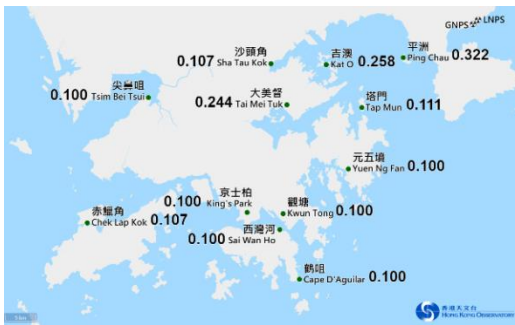 GNPS LNPS
沙頭角
0.107 Sha Tau Kok
吉澳
Kat O 0.258
平洲
Ping Chau 0.322
尖鼻咀
0.100 Tsim Bei Tsui
大美督
0.244 Tai Mei Tuk
塔門
Tap Mun 0.111
元五墳
Yuen Ng Fan 0.100
京士柏
0.100 King's Park
觀塘
Kwun Tong 0.100
赤鱲角
Chek Lap Kok 0.107
西灣河
0.100 Sai Wan Ho
鶴咀
Cape D'Aguilar 0.100
香港天文台
HONG KONG OBSERVATORY